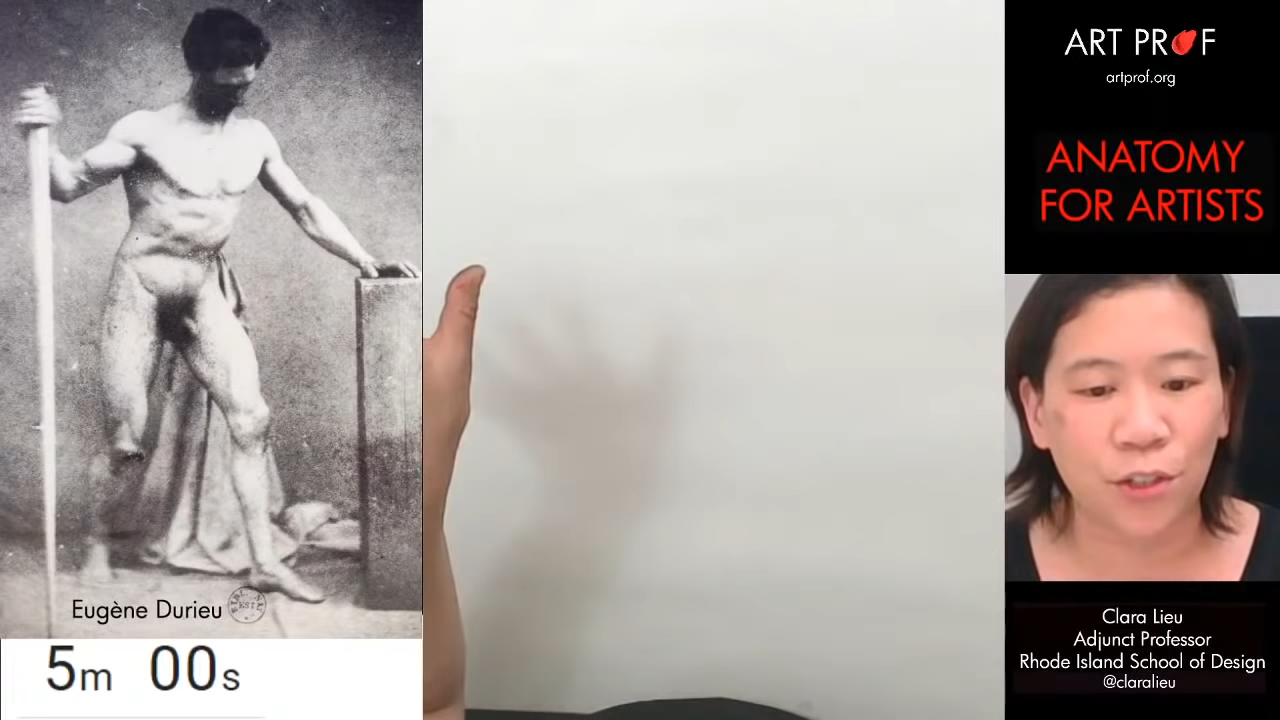 Eugène Durieu
5m 00s
ART PROF
artprof.org
ANATOMY
FOR ARTISTS
Clara Lieu
Adjunct Professor
Rhode Island School of Design
@claralieu